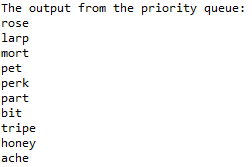 The output from the priority queue:
rose
larp
mort
pet
perk
part
bit
tripe
honey
ache